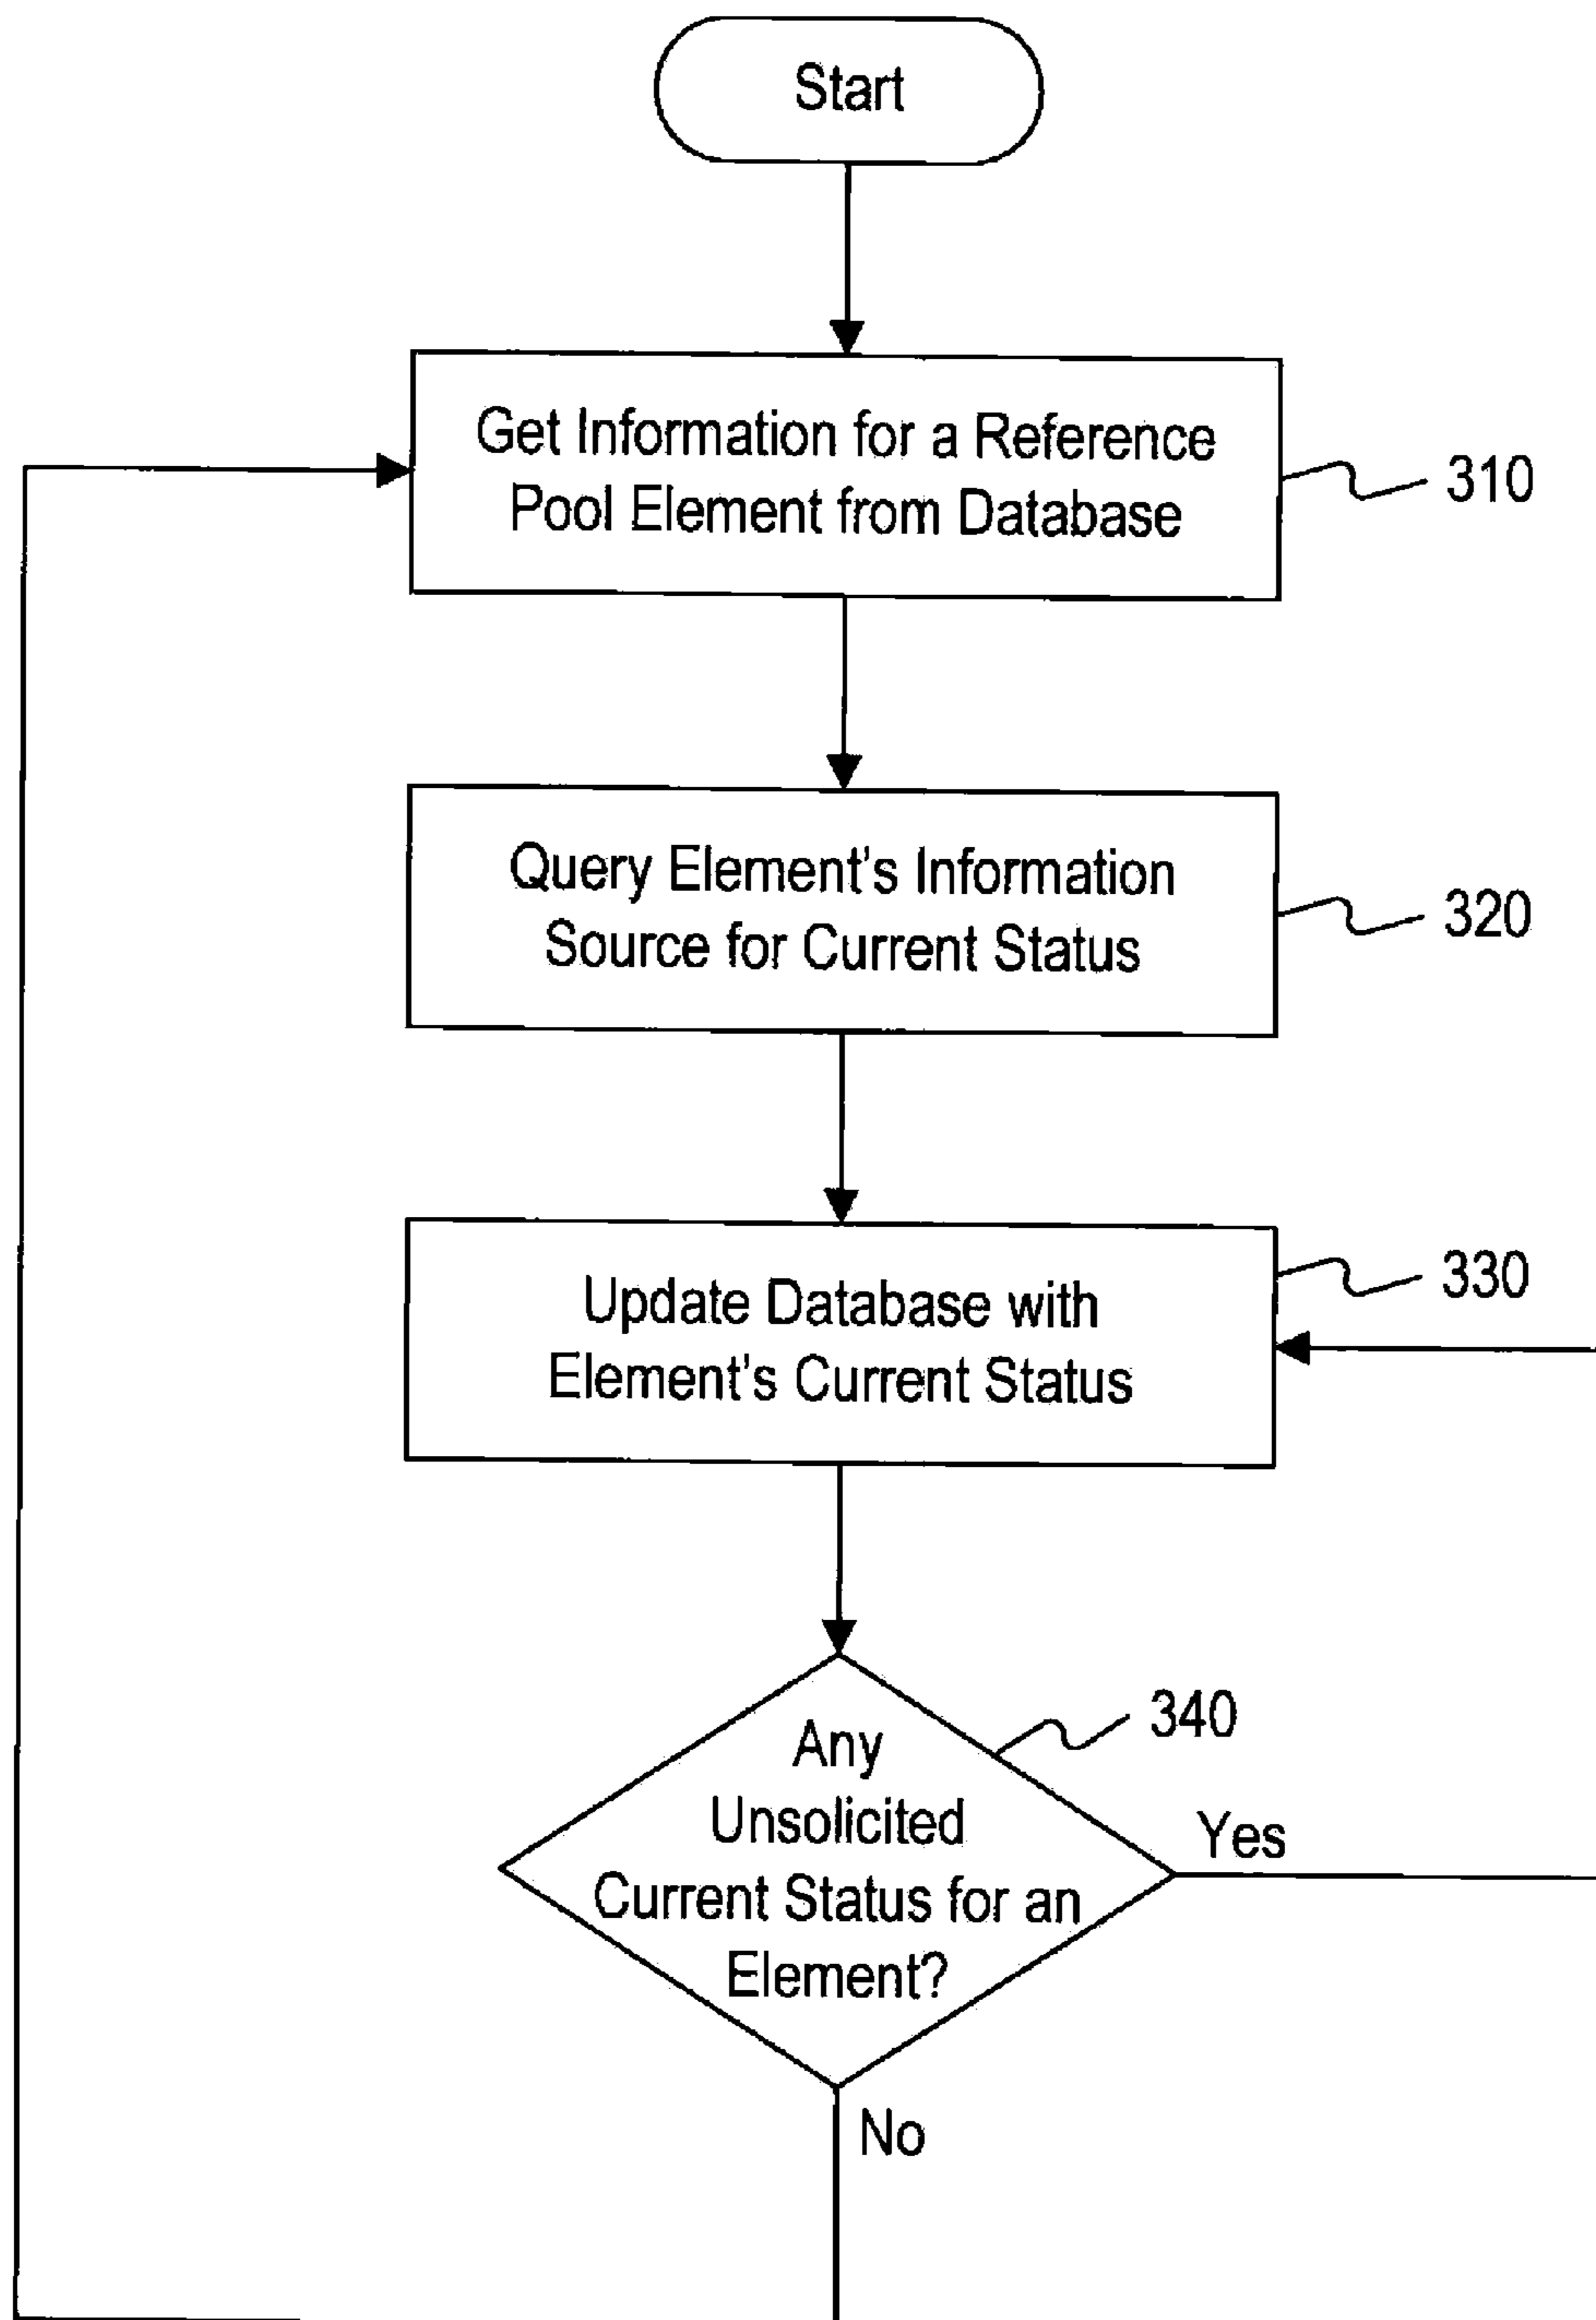 Start
Get Information for a Reference
Pool Element from Database
310
Query Element's Information
Source for Current Status
320
Update Database with
Element's Current Status
330
Any
Unsolicited
Current Status for an
Element?
340
Yes
No